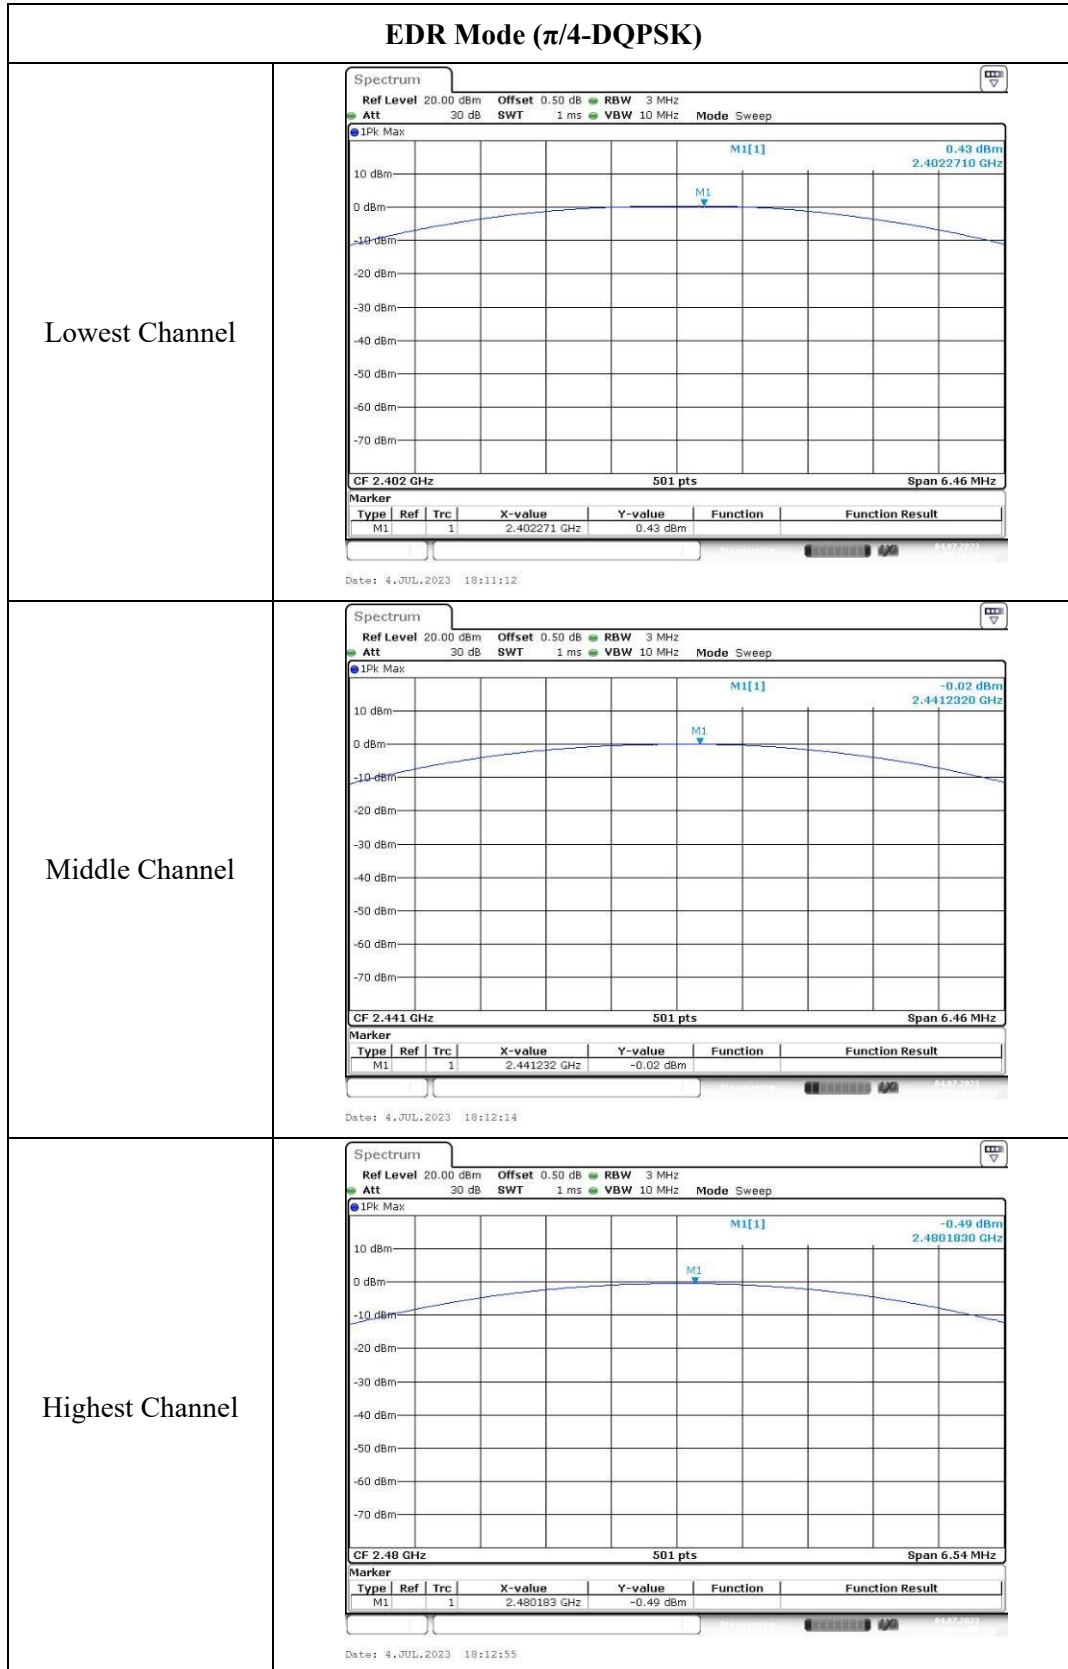 EDR Mode (π/4-DQPSK)
Lowest Channel
Spectrum
Ref Level 20.00 dBm Offset 0.50 dB RBW 3 MHz
Att 30 dB SWT 1 ms VBW 10 MHz Mode Sweep
1Pk Max
M1[1] 0.43 dBm
2.4022710 GHz
10 dBm
M1
0 dBm
-10 dBm
-20 dBm
-30 dBm
-40 dBm
-50 dBm
-60 dBm
-70 dBm
CF 2.402 GHz 501 pts Span 6.46 MHz
Marker
Type Ref Trc X-value Y-value Function Function Result
M1 1 2.402271 GHz 0.43 dBm
Date: 4.JUL.2023 18:11:12
Middle Channel
Spectrum
Ref Level 20.00 dBm Offset 0.50 dB RBW 3 MHz
Att 30 dB SWT 1 ms VBW 10 MHz Mode Sweep
1Pk Max
M1[1] -0.02 dBm
2.4412320 GHz
10 dBm
M1
0 dBm
-10 dBm
-20 dBm
-30 dBm
-40 dBm
-50 dBm
-60 dBm
-70 dBm
CF 2.441 GHz 501 pts Span 6.46 MHz
Marker
Type Ref Trc X-value Y-value Function Function Result
M1 1 2.441232 GHz -0.02 dBm
Date: 4.JUL.2023 18:12:14
Highest Channel
Spectrum
Ref Level 20.00 dBm Offset 0.50 dB RBW 3 MHz
Att 30 dB SWT 1 ms VBW 10 MHz Mode Sweep
1Pk Max
M1[1] -0.49 dBm
2.4801830 GHz
10 dBm
M1
0 dBm
-10 dBm
-20 dBm
-30 dBm
-40 dBm
-50 dBm
-60 dBm
-70 dBm
CF 2.48 GHz 501 pts Span 6.54 MHz
Marker
Type Ref Trc X-value Y-value Function Function Result
M1 1 2.480183 GHz -0.49 dBm
Date: 4.JUL.2023 18:12:55